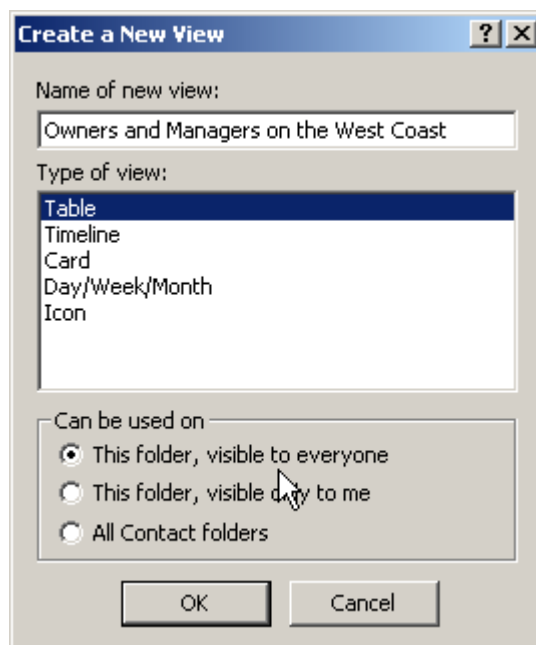 Create a New View
Name of new view:
Owners and Managers on the West Coast
Type of view:
Table
Timeline
Card
Day/Week/Month
Icon
Can be used on
This folder, visible to everyone
This folder, visible only to me
All Contact folders
OK Cancel